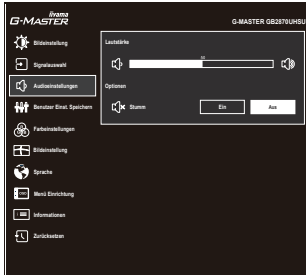 iiyama
G-MASTER
G-MASTER GB2870UHSU
Bildeinstellung
Signalauswahl
Audioeinstellungen
Benutzer Einst. Speichern
Farbeinstellungen
Bildeinstellung
Sprache
Menü Einrichtung
Informationen
Zurücksetzen
Lautstärke
50
Optionen
Stumm
Ein
Aus